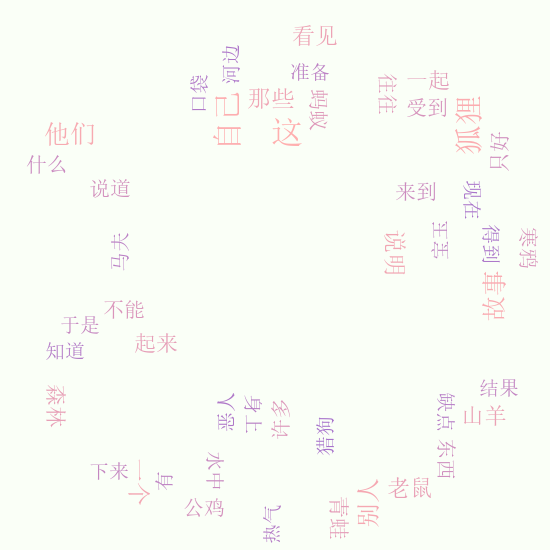 看见
河边
口袋
准备
那些
自己
这
蚂蚁
往往
一起
受到
狐狸
只好
他们
什么
说道
来到
现在
马夫
宙斯
得到
寒鸦
说明
故事
不能
于是
知道
起来
森林
恶人
上身
许多
猎狗
缺点
结果
山羊
东西
下来
一个
有
水中
公鸡
热气
青蛙
别人
老鼠